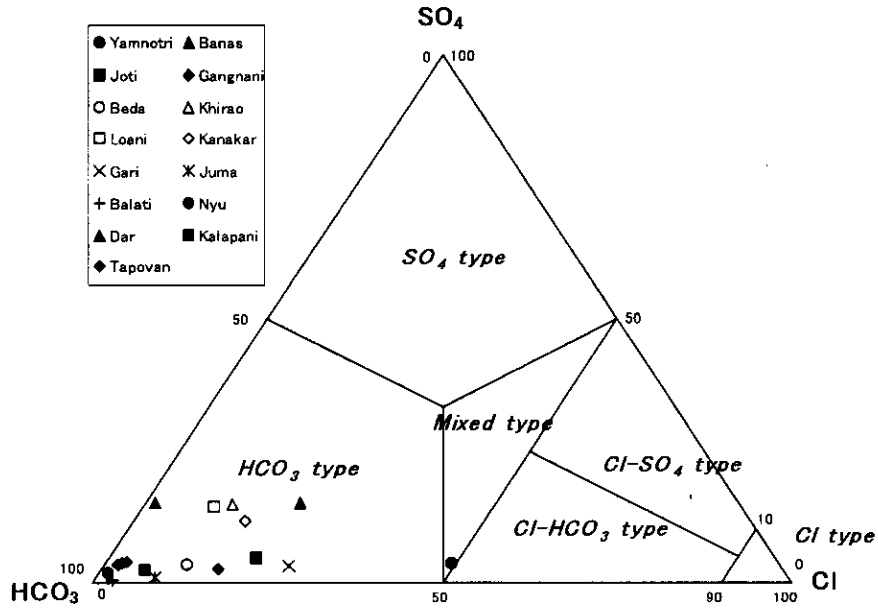 SO₄
0 100
Yamnotri Banas
Joti Gangnani
Beda Khirao
Loani Kanakar
Gari Juma
Balati Nyu
Dar Kalapani
Tapovan
SO₄ type
50 50
Mixed type
HCO₃ type Cl-SO₄ type
Cl-HCO₃ type 10 Cl type
100 0
HCO₃ Cl
0 50 90 100